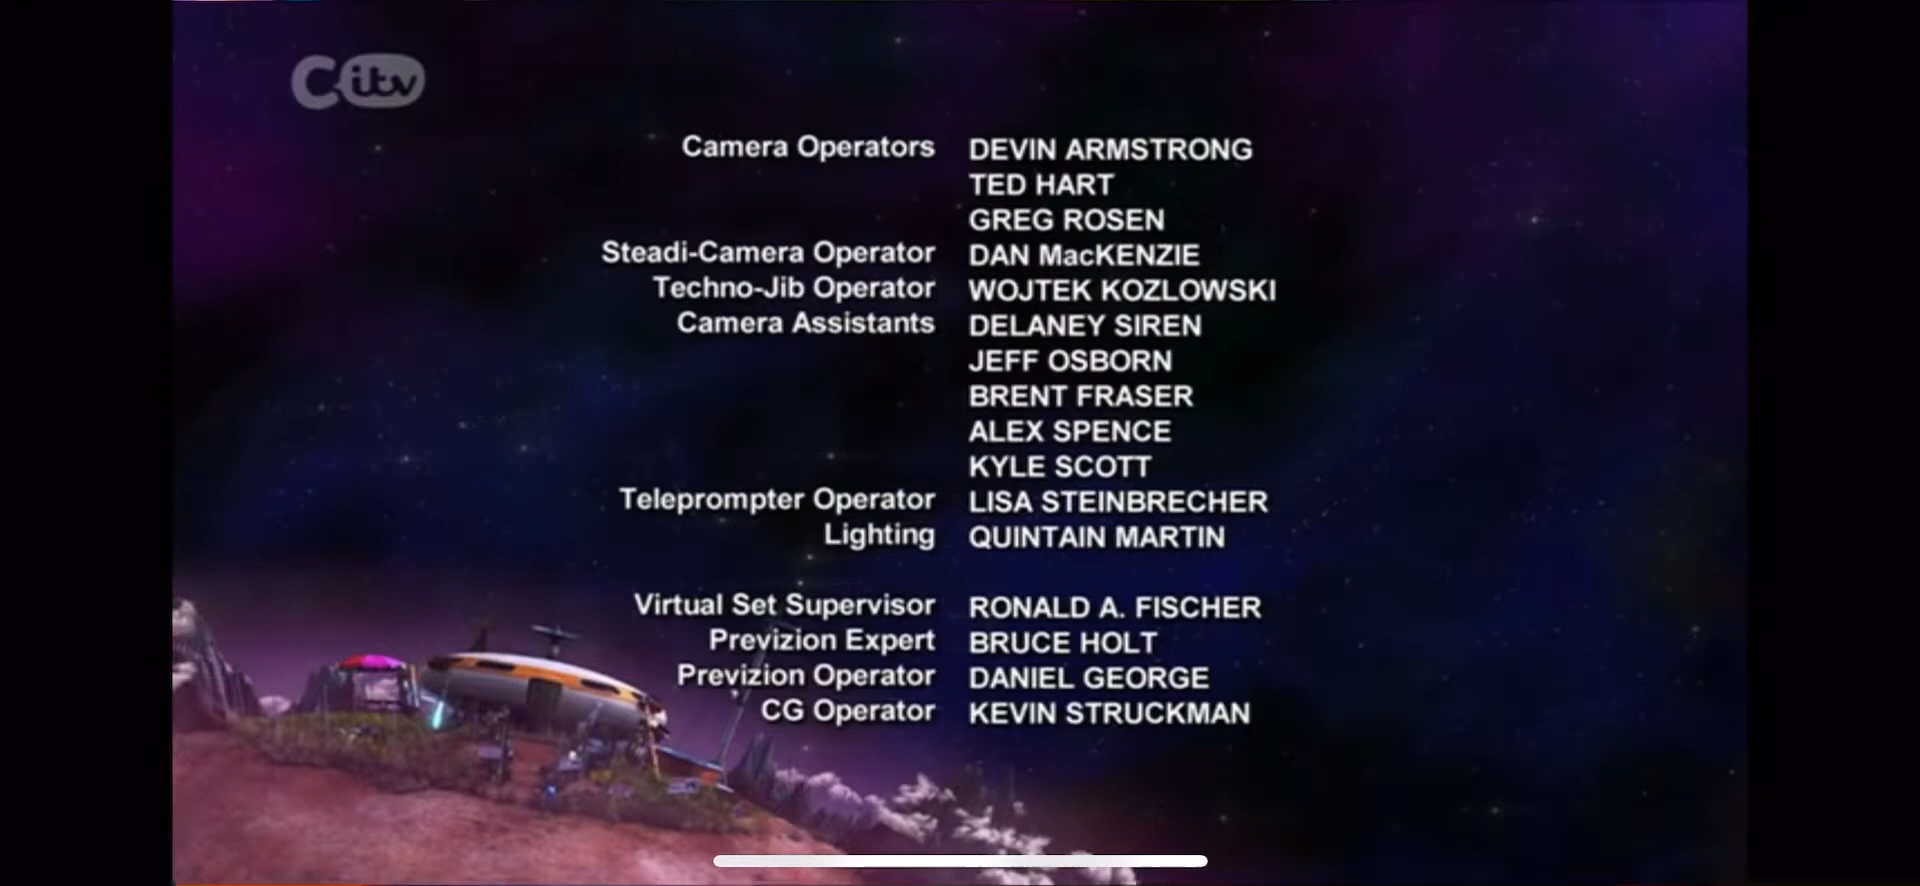 Citv
Camera Operators DEVIN ARMSTRONG
TED HART
GREG ROSEN
Steadi-Camera Operator DAN MacKENZIE
Techno-Jib Operator WOJTEK KOZLOWSKI
Camera Assistants DELANEY SIREN
JEFF OSBORN
BRENT FRASER
ALEX SPENCE
KYLE SCOTT
Teleprompter Operator LISA STEINBRECHER
Lighting QUINTAIN MARTIN
Virtual Set Supervisor RONALD A. FISCHER
Previzion Expert BRUCE HOLT
Previzion Operator DANIEL GEORGE
CG Operator KEVIN STRUCKMAN